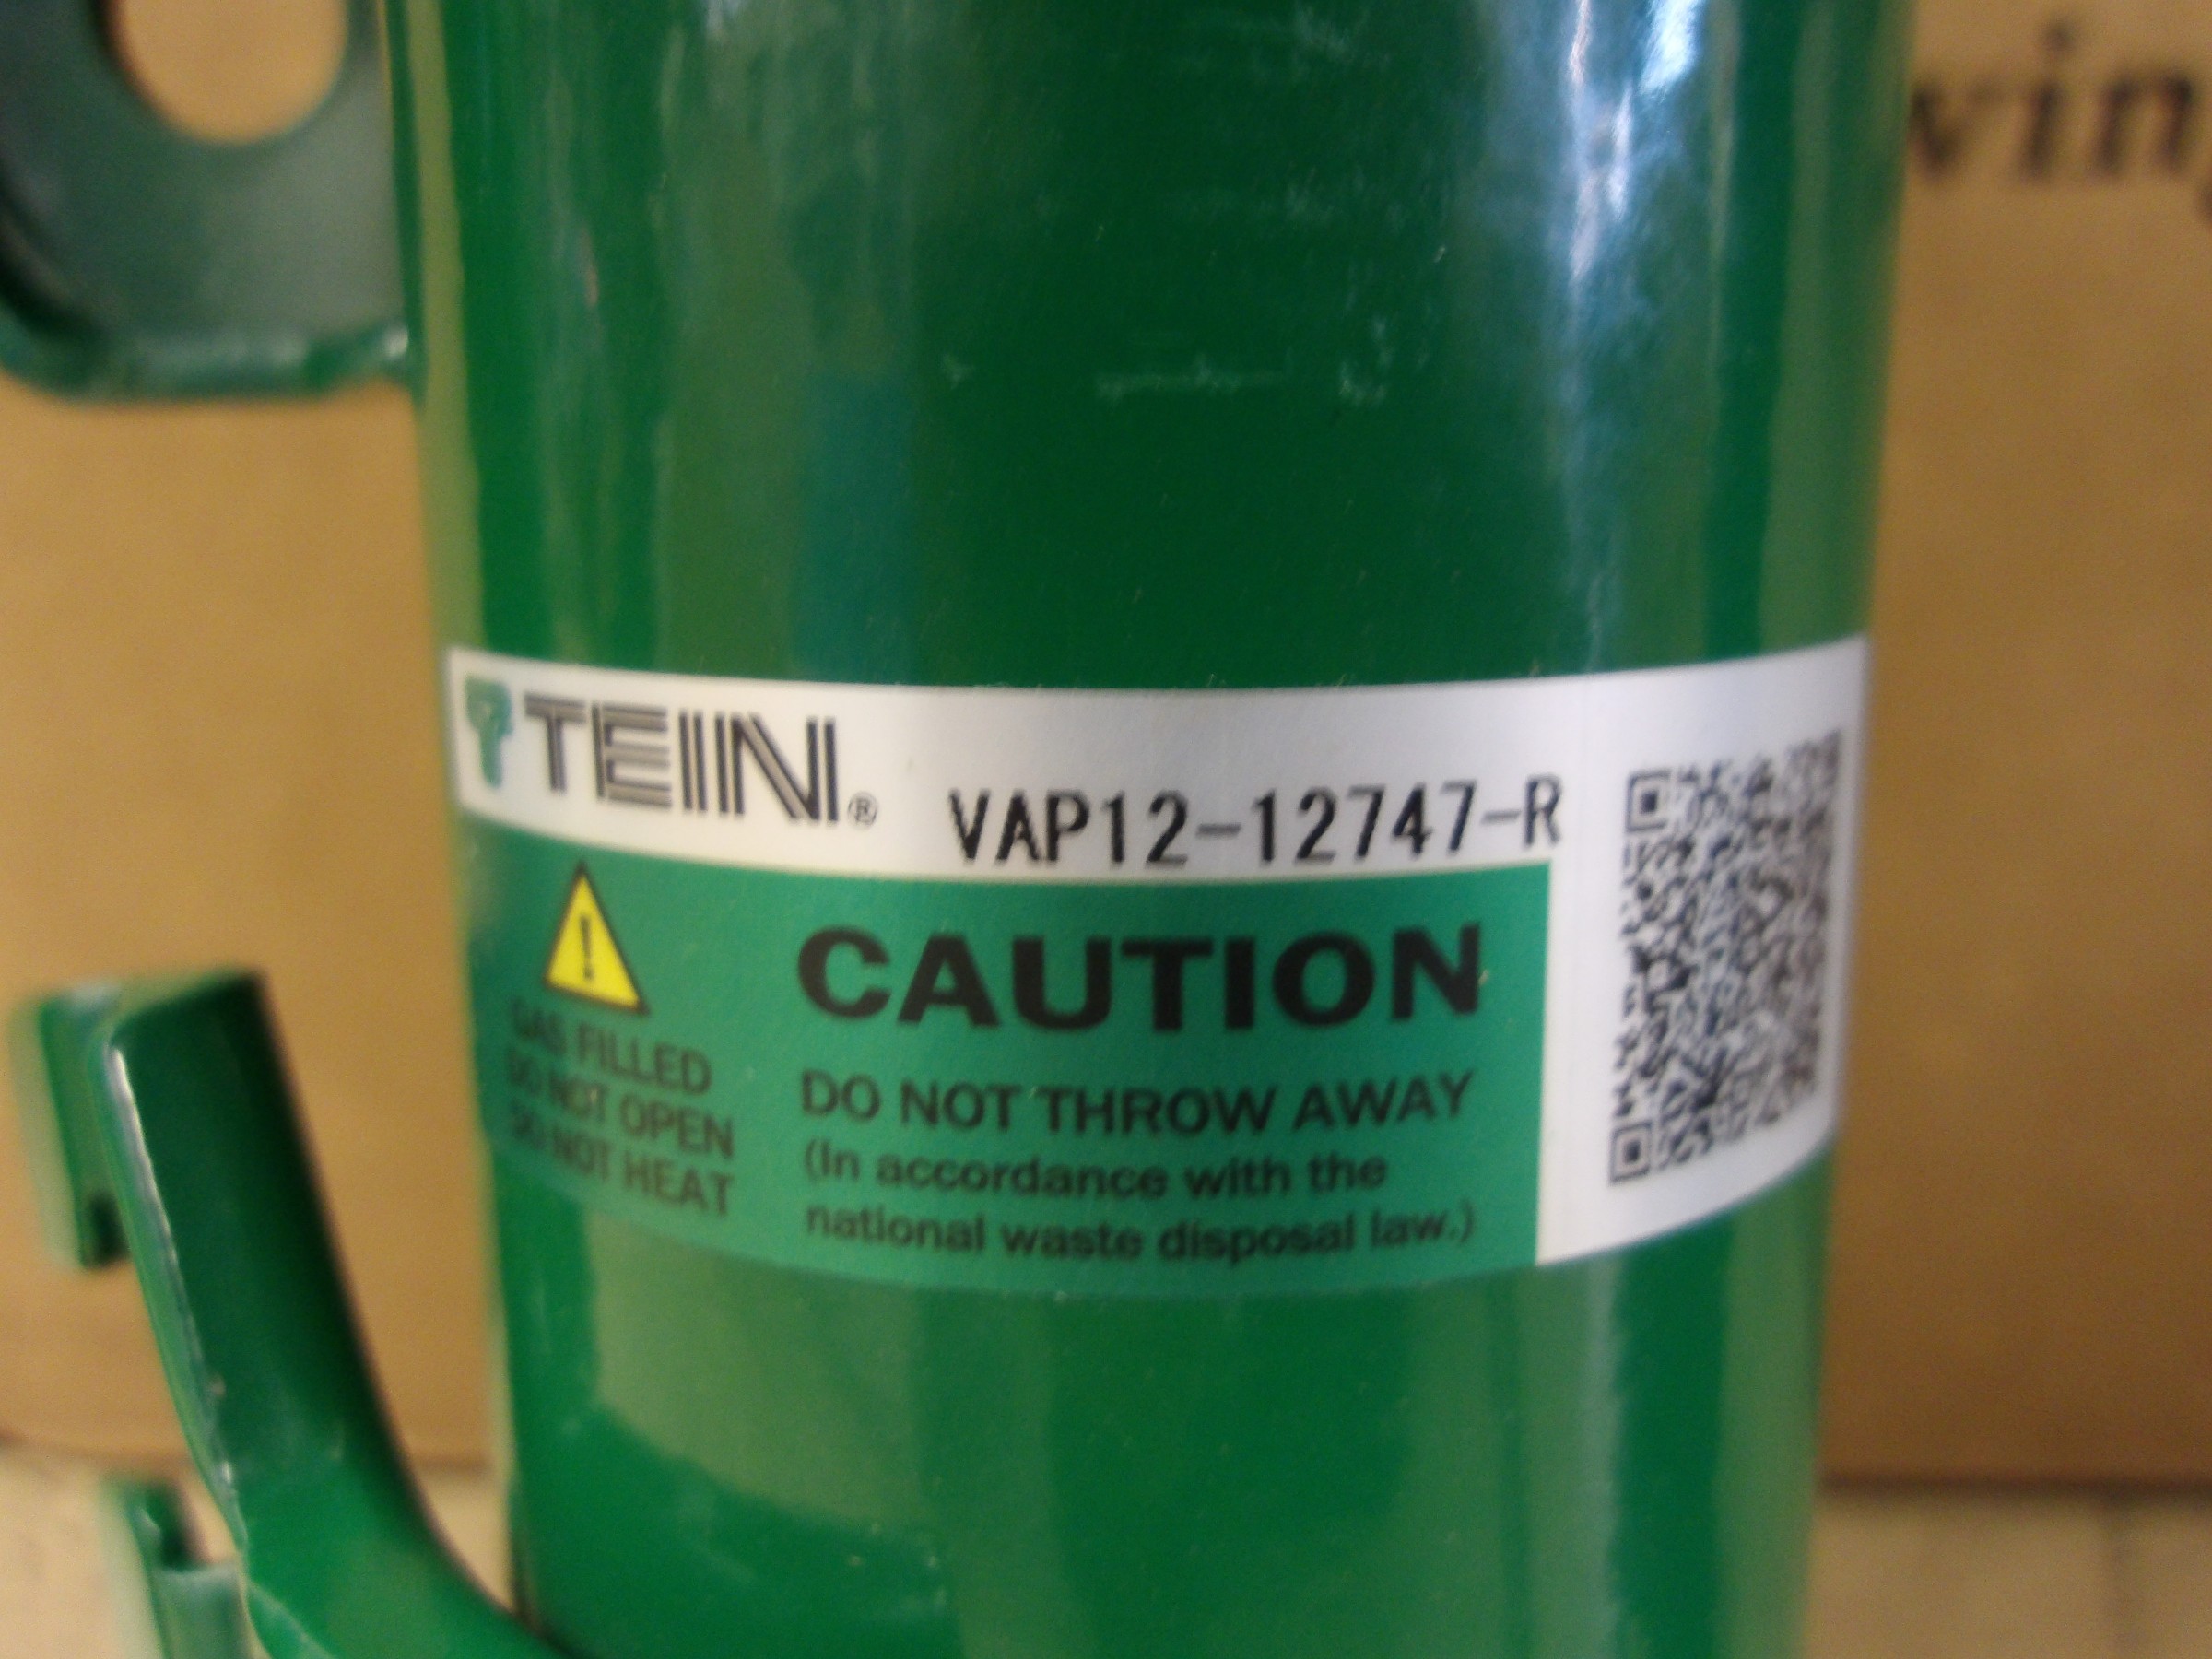 TEIN®
VAP12-12747-R
CAUTION
GAS FILLED
DO NOT OPEN
DO NOT HEAT
DO NOT THROW AWAY
(In accordance with the
national waste disposal law.)